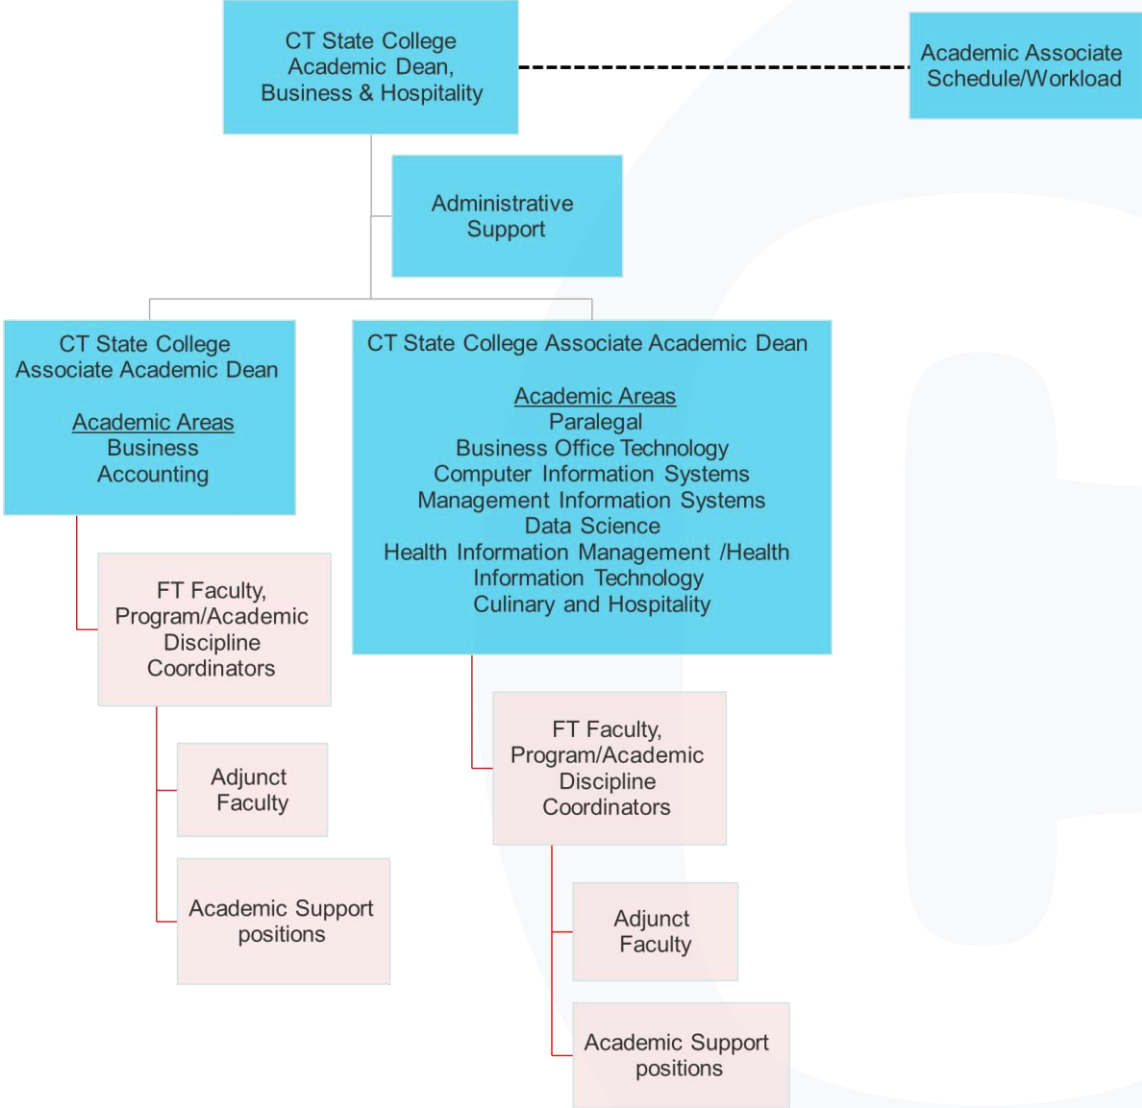 CT State College
Academic Dean,
Business & Hospitality
Academic Associate
Schedule/Workload
Administrative
Support
CT State College
Associate Academic Dean
Academic Areas
Business
Accounting
CT State College Associate Academic Dean
Academic Areas
Paralegal
Business Office Technology
Computer Information Systems
Management Information Systems
Data Science
Health Information Management /Health
Information Technology
Culinary and Hospitality
FT Faculty,
Program/Academic
Discipline
Coordinators
Adjunct
Faculty
Academic Support
positions
FT Faculty,
Program/Academic
Discipline
Coordinators
Adjunct
Faculty
Academic Support
positions